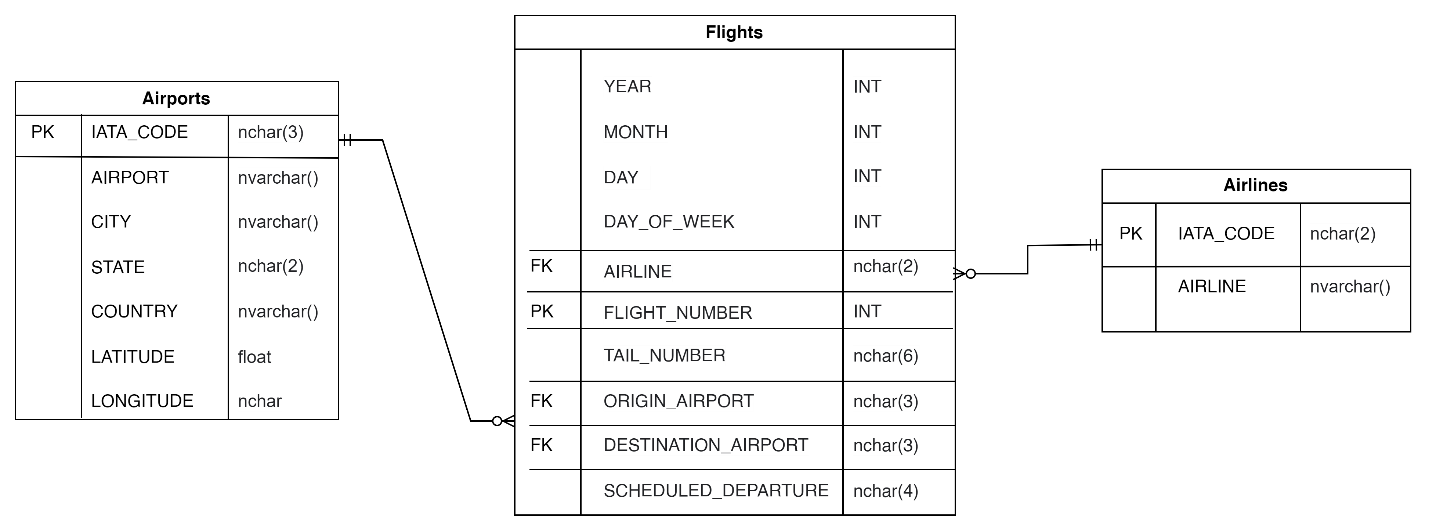 Airports
PK IATA_CODE nchar(3)
AIRPORT nvarchar()
CITY nvarchar()
STATE nchar(2)
COUNTRY nvarchar()
LATITUDE float
LONGITUDE nchar
Flights
YEAR INT
MONTH INT
DAY INT
DAY_OF_WEEK INT
FK AIRLINE nchar(2)
PK FLIGHT_NUMBER INT
TAIL_NUMBER nchar(6)
FK ORIGIN_AIRPORT nchar(3)
FK DESTINATION_AIRPORT nchar(3)
SCHEDULED_DEPARTURE nchar(4)
Airlines
PK IATA_CODE nchar(2)
AIRLINE nvarchar()